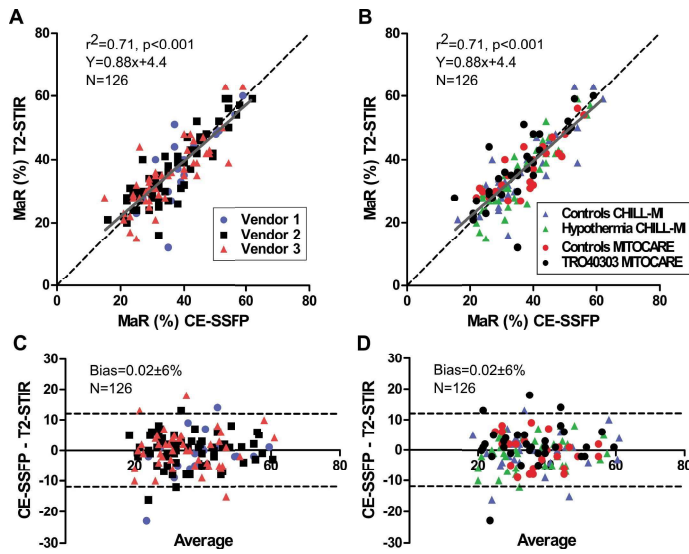 A
r²=0.71, p<0.001
Y=0.88x+4.4
N=126
MaR (%) T2-STIR
80
60
40
20
0
0
20
40
60
80
MaR (%) CE-SSFP
Vendor 1
Vendor 2
Vendor 3
B
r²=0.71, p<0.001
Y=0.88x+4.4
N=126
MaR (%) T2-STIR
80
60
40
20
0
0
20
40
60
80
MaR (%) CE-SSFP
Controls CHILL-MI
Hypothermia CHILL-MI
Controls MITOCARE
TRO40303 MITOCARE
C
Bias=0.02±6%
N=126
CE-SSFP - T2-STIR
30
20
10
0
-10
-20
-30
20
40
60
80
Average
D
Bias=0.02±6%
N=126
CE-SSFP - T2-STIR
30
20
10
0
-10
-20
-30
20
40
60
80
Average